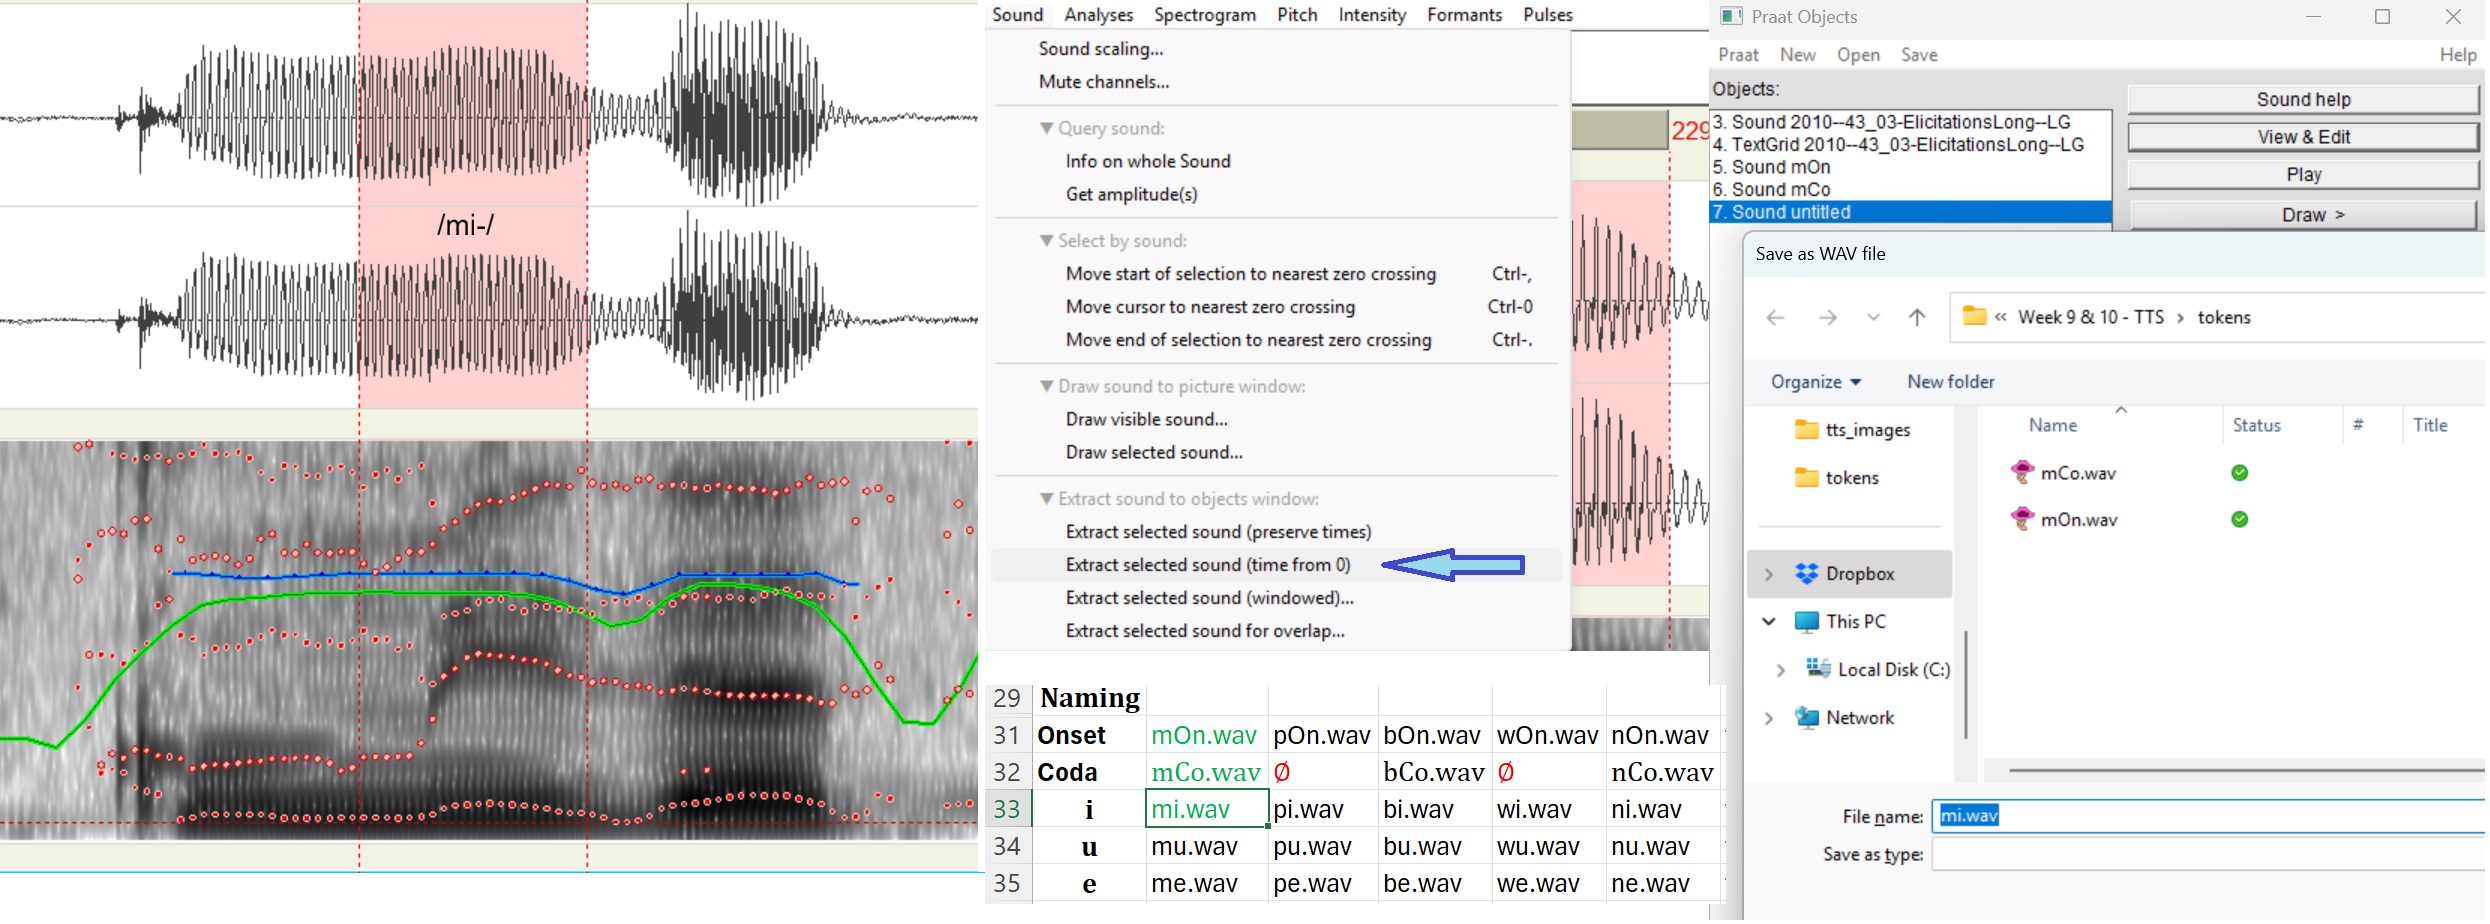 /mi-/
Sound Analyses Spectrogram Pitch Intensity Formants Pulses
Sound scaling...
Mute channels...
▼ Query sound:
Info on whole Sound
Get amplitude(s)
▼ Select by sound:
Move start of selection to nearest zero crossing Ctrl-,
Move cursor to nearest zero crossing Ctrl-0
Move end of selection to nearest zero crossing Ctrl-.
▼ Draw sound to picture window:
Draw visible sound...
Draw selected sound...
▼ Extract sound to objects window:
Extract selected sound (preserve times)
Extract selected sound (time from 0)
Extract selected sound (windowed)...
Extract selected sound for overlap...
229
29 Naming
31 Onset mOn.wav pOn.wav bOn.wav wOn.wav nOn.wav
32 Coda mCo.wav Ø bCo.wav Ø nCo.wav
33 i mi.wav pi.wav bi.wav wi.wav ni.wav
34 u mu.wav pu.wav bu.wav wu.wav nu.wav
35 e me.wav pe.wav be.wav we.wav ne.wav
Praat Objects
Praat New Open Save Help
Objects:
3. Sound 2010--43_03-ElicitationsLong--LG
4. TextGrid 2010--43_03-ElicitationsLong--LG
5. Sound mOn
6. Sound mCo
7. Sound untitled
Sound help
View & Edit
Play
Draw >
Save as WAV file
« Week 9 & 10 - TTS › tokens
Organize New folder
tts_images
tokens
Dropbox
This PC
Local Disk (C:)
Network
Name Status # Title
mCo.wav
mOn.wav
File name: mi.wav
Save as type: